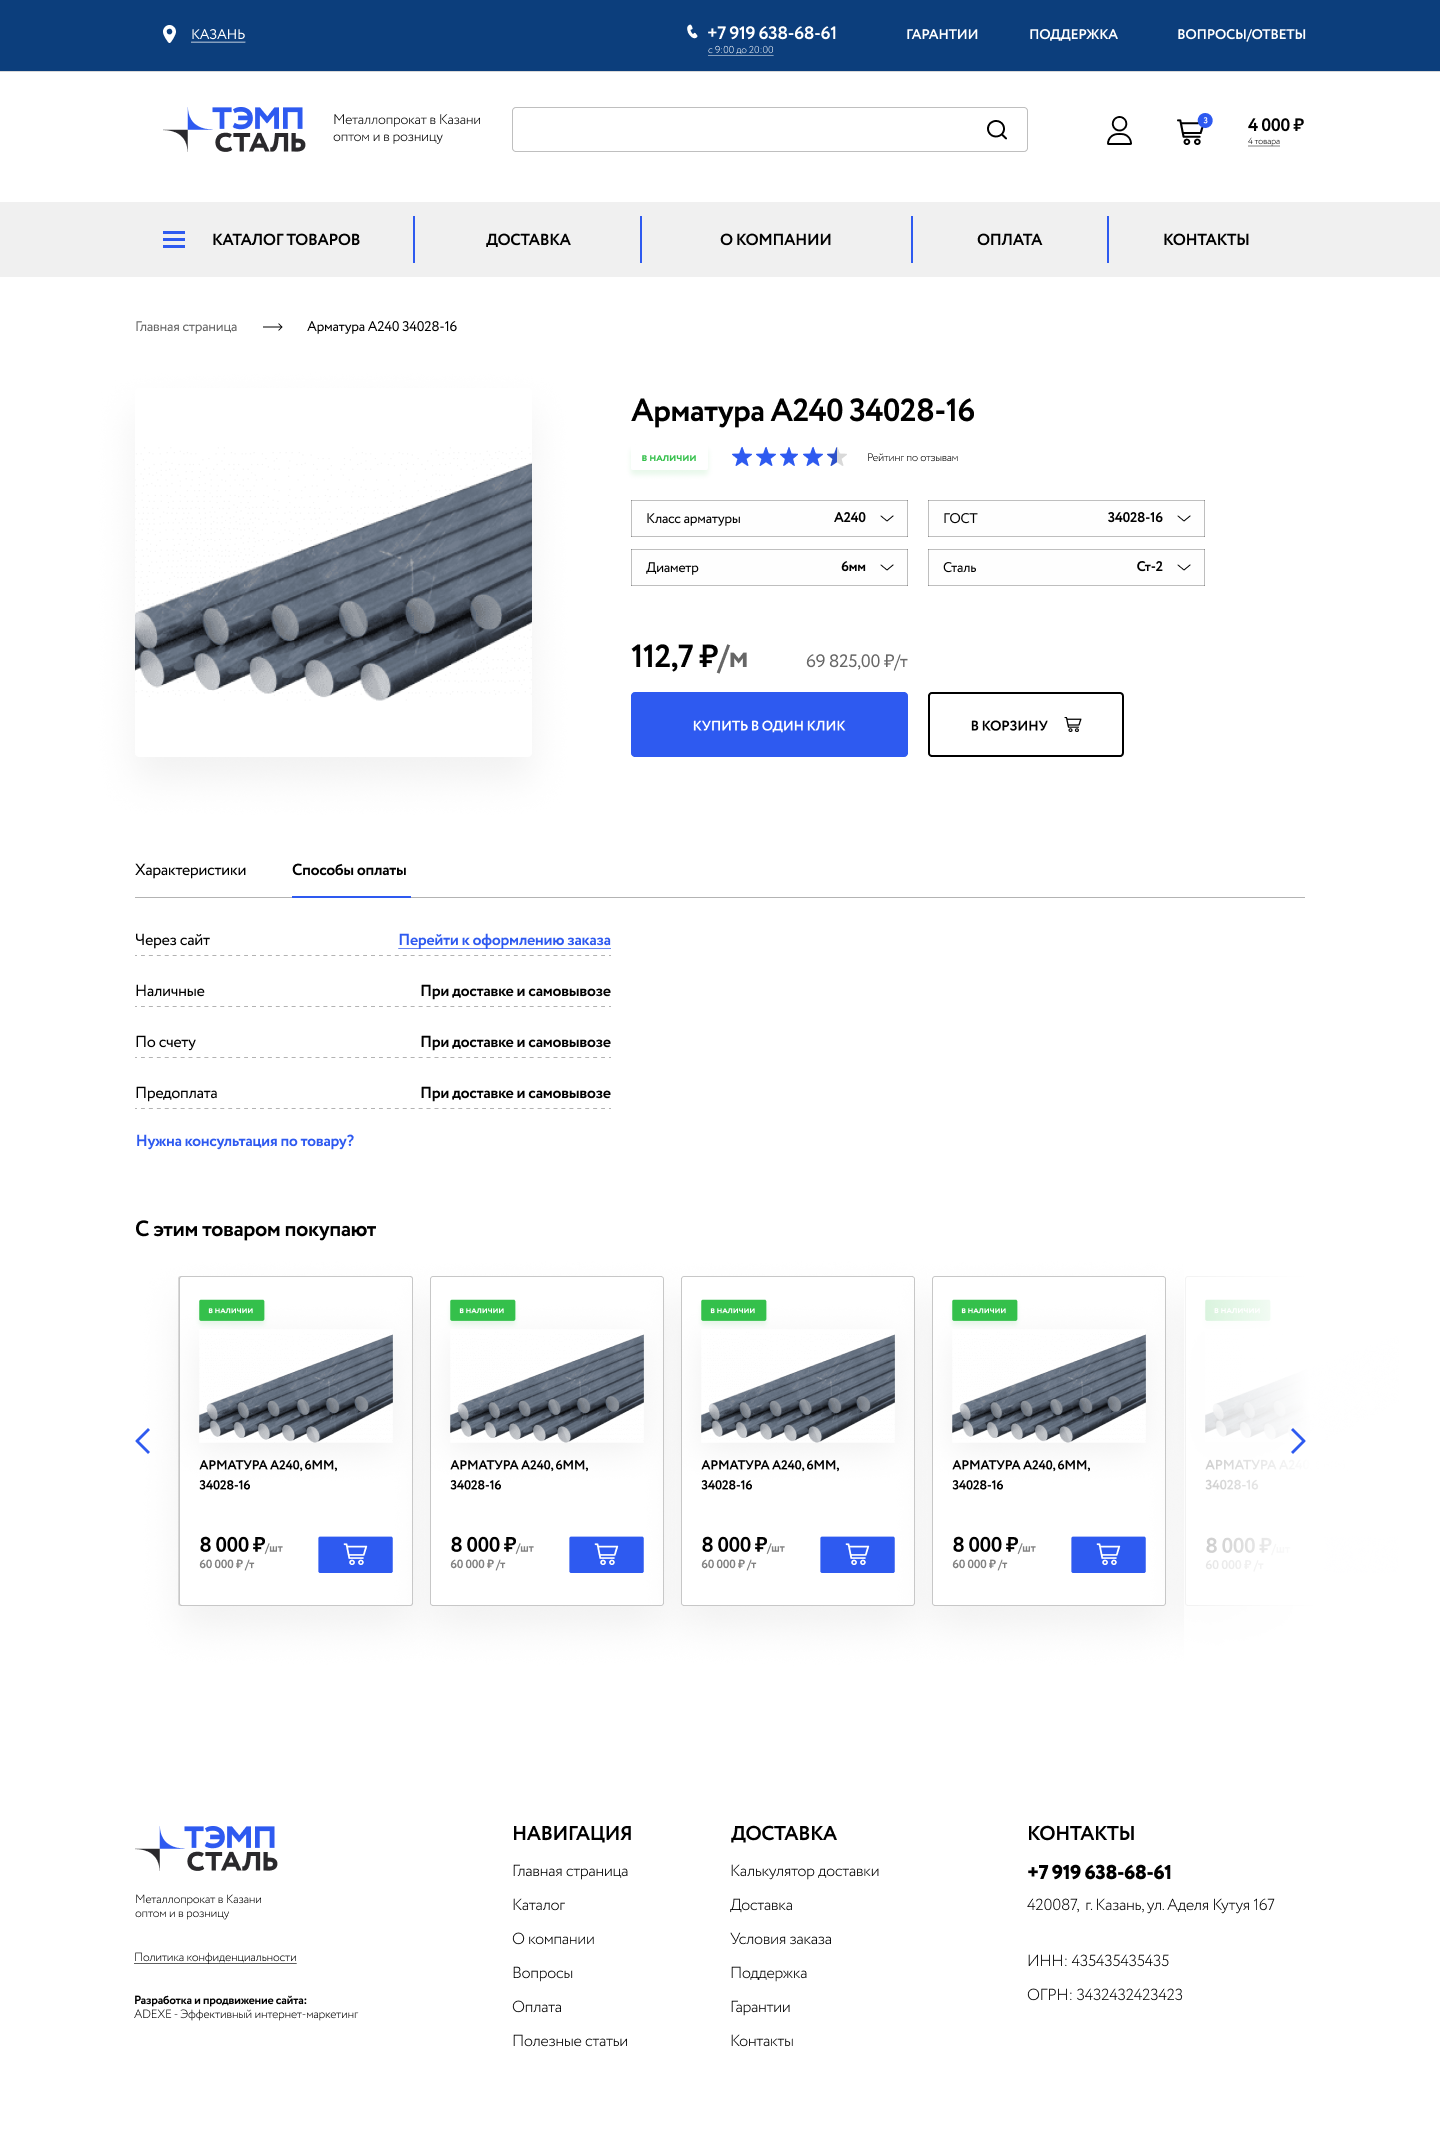 КАЗАНЬ
+7 919 638-68-61
с 9:00 до 20:00
ГАРАНТИИ
ПОДДЕРЖКА
ВОПРОСЫ/ОТВЕТЫ
ТЭМП
СТАЛЬ
Металлопрокат в Казани
оптом и в розницу
3
4 000 ₽
4 товара
КАТАЛОГ ТОВАРОВ
ДОСТАВКА
О КОМПАНИИ
ОПЛАТА
КОНТАКТЫ
Главная страница
Арматура А240 34028-16
Арматура А240 34028-16
В НАЛИЧИИ
Рейтинг по отзывам
Класс арматуры А240
ГОСТ 34028-16
Диаметр 6мм
Сталь Ст-2
112,7 ₽/м
69 825,00 ₽/т
КУПИТЬ В ОДИН КЛИК
В КОРЗИНУ
Характеристики
Способы оплаты
Через сайт Перейти к оформлению заказа
Наличные При доставке и самовывозе
По счету При доставке и самовывозе
Предоплата При доставке и самовывозе
Нужна консультация по товару?
С этим товаром покупают
В НАЛИЧИИ
АРМАТУРА А240, 6ММ,
34028-16
8 000 ₽/шт
60 000 ₽ /т
В НАЛИЧИИ
АРМАТУРА А240, 6ММ,
34028-16
8 000 ₽/шт
60 000 ₽ /т
В НАЛИЧИИ
АРМАТУРА А240, 6ММ,
34028-16
8 000 ₽/шт
60 000 ₽ /т
В НАЛИЧИИ
АРМАТУРА А240, 6ММ,
34028-16
8 000 ₽/шт
60 000 ₽ /т
В НАЛИЧИИ
АРМАТУРА
34028-16
8 000 ₽/шт
60 000 ₽ /т
ТЭМП
СТАЛЬ
Металлопрокат в Казани
оптом и в розницу
Политика конфиденциальности
Разработка и продвижение сайта:
ADEXE - Эффективный интернет-маркетинг
НАВИГАЦИЯ
Главная страница
Каталог
О компании
Вопросы
Оплата
Полезные статьи
ДОСТАВКА
Калькулятор доставки
Доставка
Условия заказа
Поддержка
Гарантии
Контакты
КОНТАКТЫ
+7 919 638-68-61
420087, г. Казань, ул. Аделя Кутуя 167
ИНН: 435435435435
ОГРН: 3432432423423